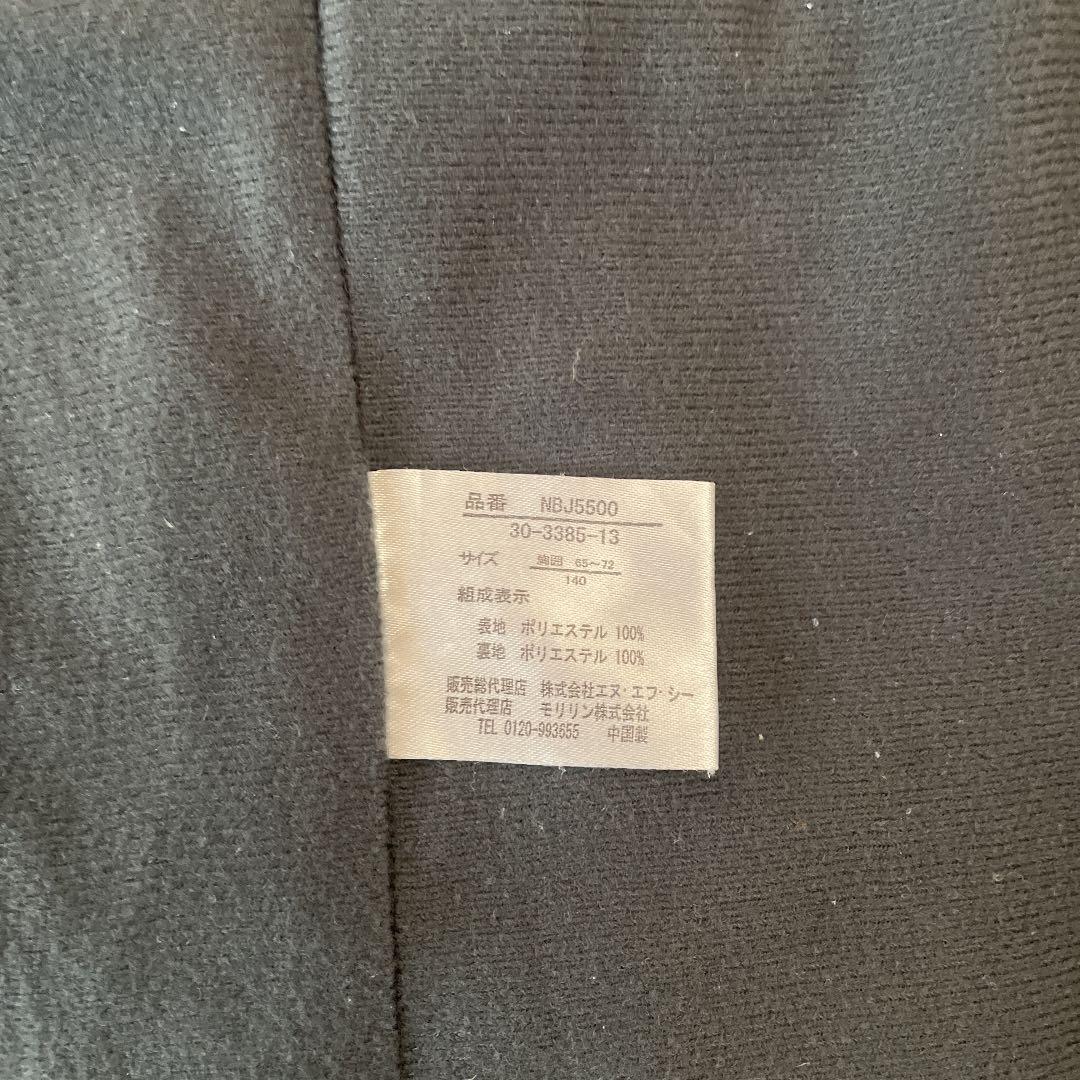 品番 NBJ5500
30-3385-13
サイズ 胸囲 65〜72
140
組成表示
表地 ポリエステル 100%
裏地 ポリエステル 100%
販売総代理店 株式会社エヌ・エフ・シー
販売代理店 モリリン株式会社
TEL 0120-993555 中国製